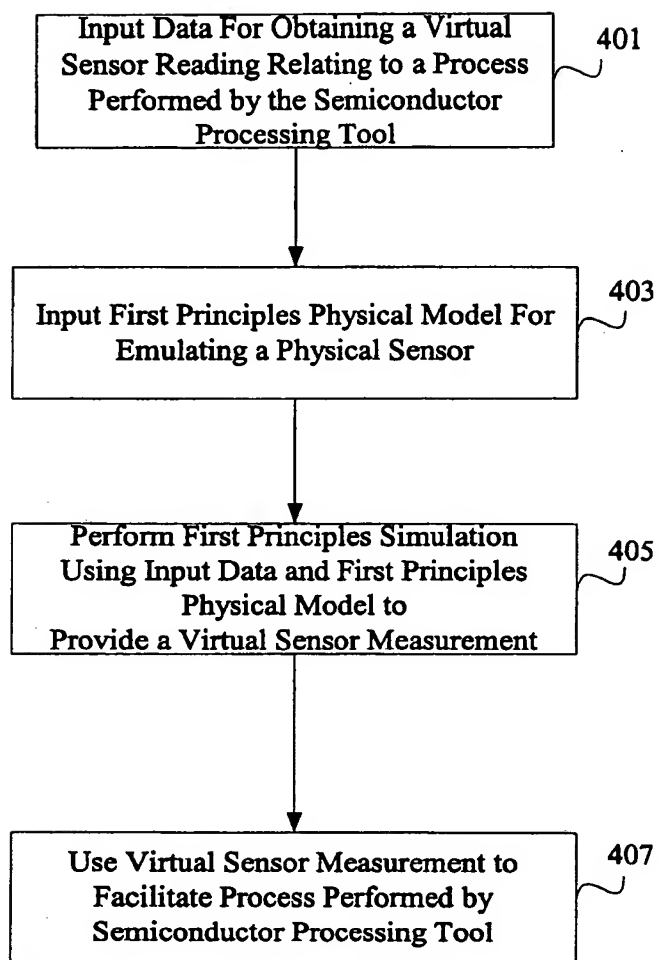 Input Data For Obtaining a Virtual
Sensor Reading Relating to a Process
Performed by the Semiconductor
Processing Tool
401
Input First Principles Physical Model For
Emulating a Physical Sensor
403
Perform First Principles Simulation
Using Input Data and First Principles
Physical Model to
Provide a Virtual Sensor Measurement
405
Use Virtual Sensor Measurement to
Facilitate Process Performed by
Semiconductor Processing Tool
407